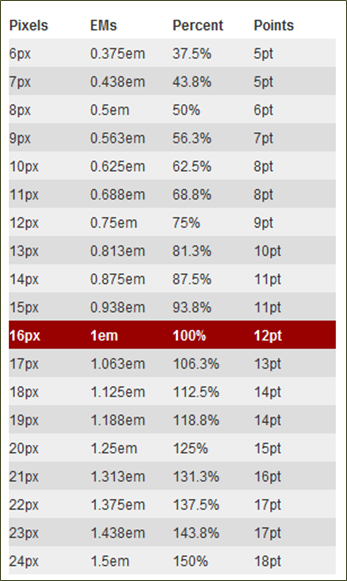 Pixels EMs Percent Points
6px 0.375em 37.5% 5pt
7px 0.438em 43.8% 5pt
8px 0.5em 50% 6pt
9px 0.563em 56.3% 7pt
10px 0.625em 62.5% 8pt
11px 0.688em 68.8% 8pt
12px 0.75em 75% 9pt
13px 0.813em 81.3% 10pt
14px 0.875em 87.5% 11pt
15px 0.938em 93.8% 11pt
16px 1em 100% 12pt
17px 1.063em 106.3% 13pt
18px 1.125em 112.5% 14pt
19px 1.188em 118.8% 14pt
20px 1.25em 125% 15pt
21px 1.313em 131.3% 16pt
22px 1.375em 137.5% 17pt
23px 1.438em 143.8% 17pt
24px 1.5em 150% 18pt